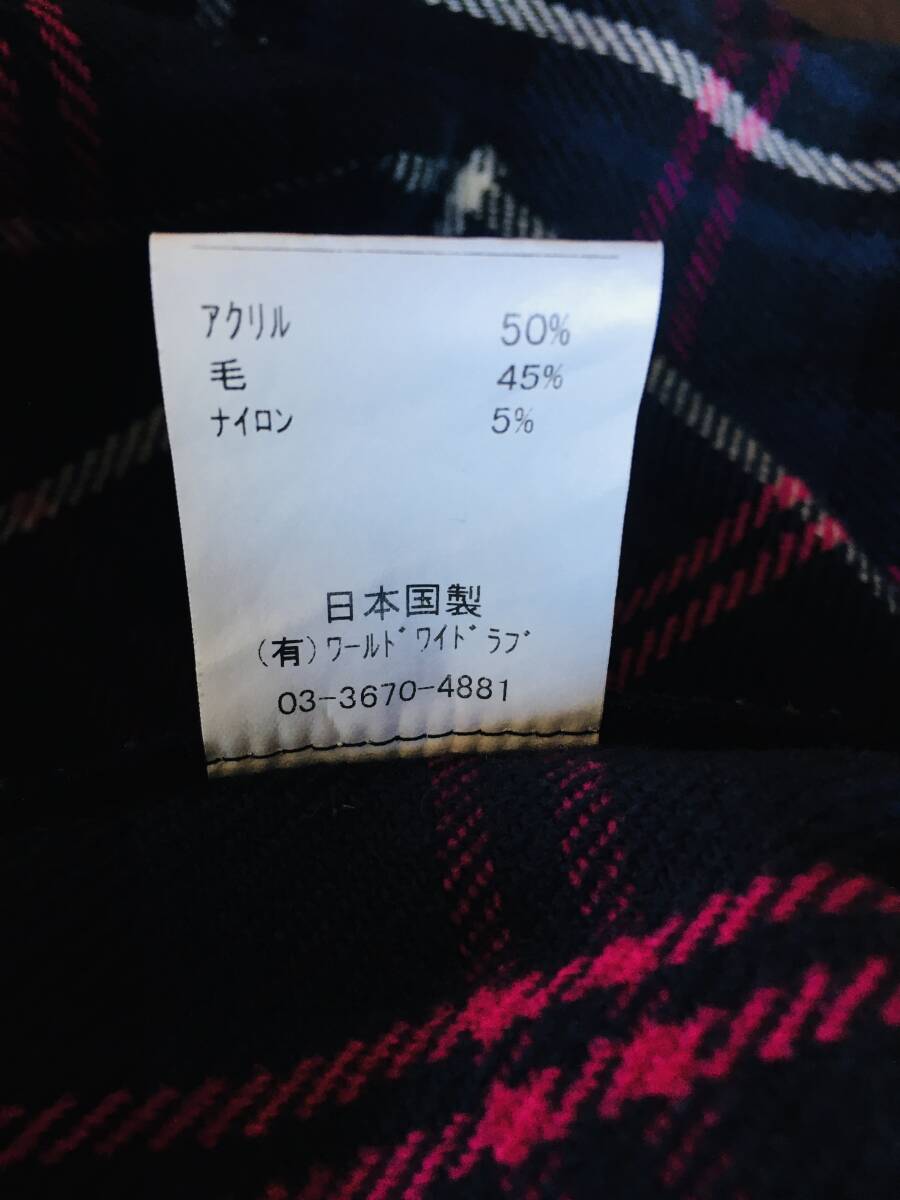 ｱｸﾘﾙ 50%
毛 45%
ﾅｲﾛﾝ 5%
日本国製
(有)ﾜｰﾙﾄﾞﾜｲﾄﾞﾗﾌﾞ
03-3670-4881